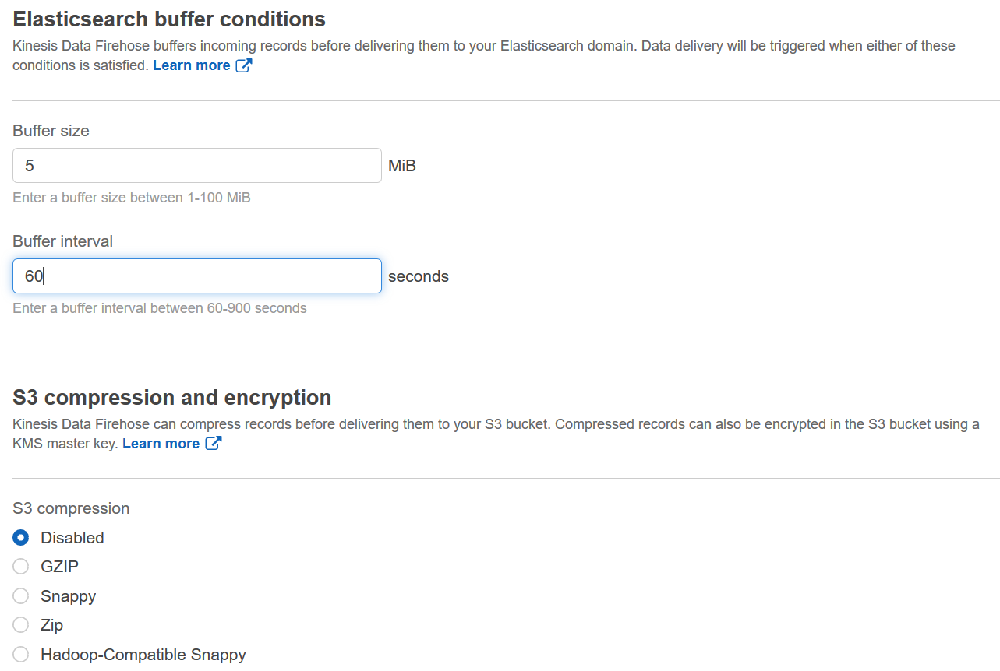 Elasticsearch buffer conditions
Kinesis Data Firehose buffers incoming records before delivering them to your Elasticsearch domain. Data delivery will be triggered when either of these
conditions is satisfied. Learn more
Buffer size
5 MiB
Enter a buffer size between 1-100 MiB
Buffer interval
60 seconds
Enter a buffer interval between 60-900 seconds
S3 compression and encryption
Kinesis Data Firehose can compress records before delivering them to your S3 bucket. Compressed records can also be encrypted in the S3 bucket using a
KMS master key. Learn more
S3 compression
Disabled
GZIP
Snappy
Zip
Hadoop-Compatible Snappy